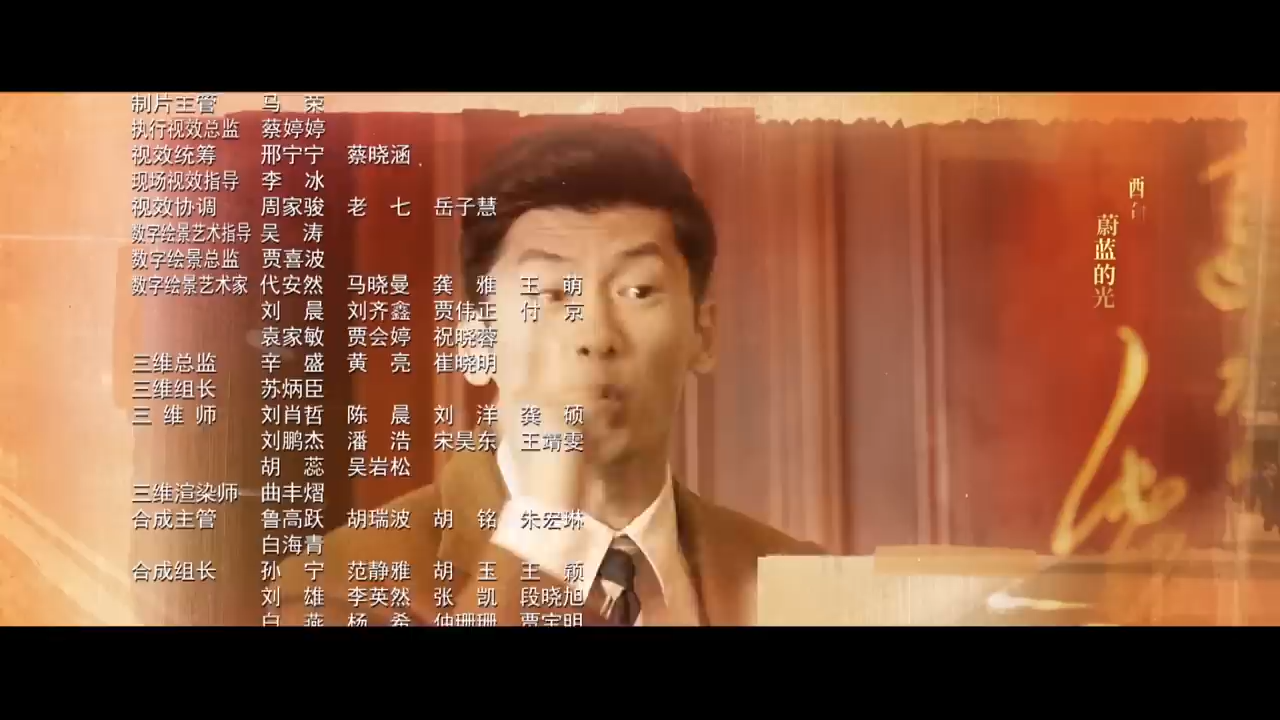 制片主管 马荣
执行视效总监 蔡婷婷
视效统筹 邢宁宁 蔡晓涵
现场视效指导 李冰
视效协调 周家骏 老七 岳子慧
数字绘景艺术指导 吴涛
数字绘景总监 贾喜波
数字绘景艺术家 代安然 马晓曼 龚雅 王萌
刘晨 刘齐鑫 贾伟正 付京
袁家敏 贾会婷 祝晓蓉
三维总监 辛盛 黄亮 崔晓明
三维组长 苏炳臣
三维师 刘肖哲 陈晨 刘洋 龚硕
刘鹏杰 潘浩 宋昊东 王靖雯
胡蕊 吴岩松
三维渲染师 曲丰熠
合成主管 鲁高跃 胡瑞波 胡铭 朱宏琳
白海青
合成组长 孙宁 范静雅 胡玉 王颖
刘雄 李英然 张凯 段晓旭
白燕 杨希 仲珊珊 贾宇明
西
蔚蓝的光